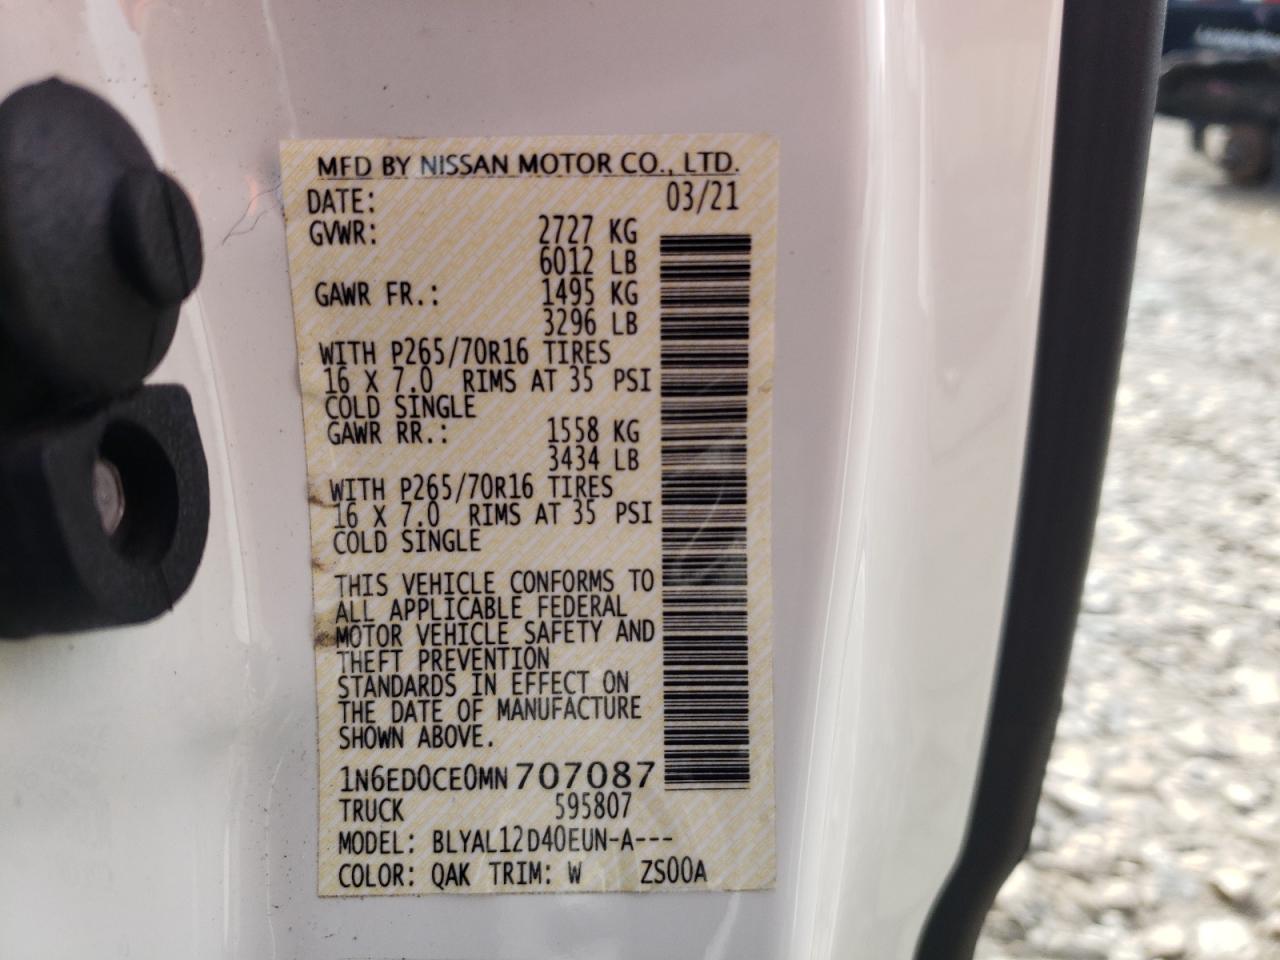 MFD BY NISSAN MOTOR CO., LTD.
DATE: 03/21
GVWR: 2727 KG
6012 LB
GAWR FR.: 1495 KG
3296 LB
WITH P265/70R16 TIRES
16 X 7.0 RIMS AT 35 PSI
COLD SINGLE
GAWR RR.: 1558 KG
3434 LB
WITH P265/70R16 TIRES
16 X 7.0 RIMS AT 35 PSI
COLD SINGLE
THIS VEHICLE CONFORMS TO
ALL APPLICABLE FEDERAL
MOTOR VEHICLE SAFETY AND
THEFT PREVENTION
STANDARDS IN EFFECT ON
THE DATE OF MANUFACTURE
SHOWN ABOVE.
1N6ED0CE0MN707087
TRUCK 595807
MODEL: BLYAL12D40EUN-A---
COLOR: QAK TRIM: W ZS00A